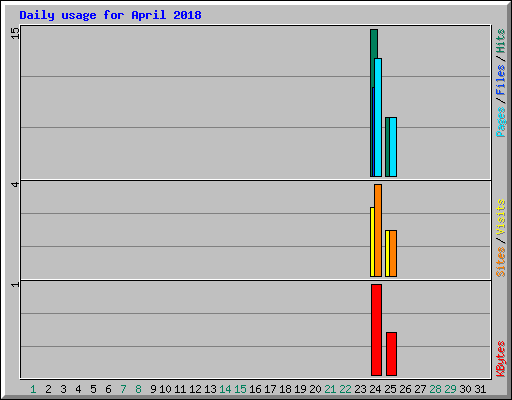 Daily usage for April 2018
15
Pages/Files/Hits
4
Sites/Visits
1
KBytes
1 2 3 4 5 6 7 8 9 10 11 12 13 14 15 16 17 18 19 20 21 22 23 24 25 26 27 28 29 30 31